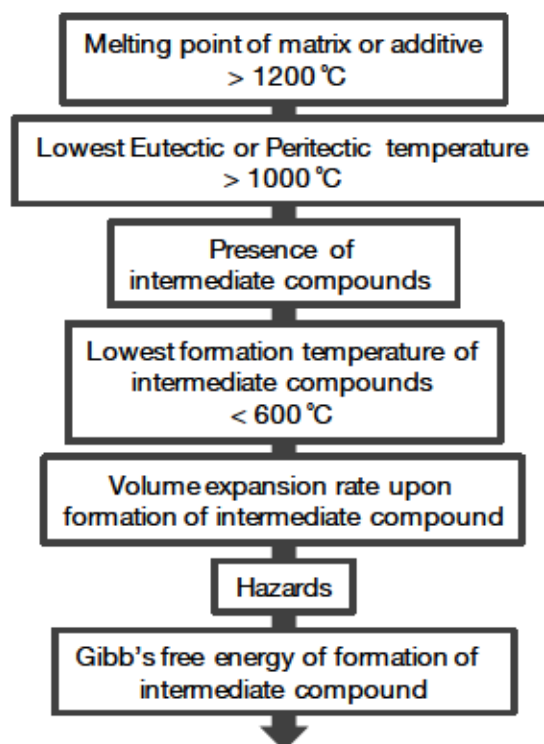 Melting point of matrix or additive
> 1200 ℃
Lowest Eutectic or Peritectic temperature
> 1000 ℃
Presence of
intermediate compounds
Lowest formation temperature of
intermediate compounds
< 600 ℃
Volume expansion rate upon
formation of intermediate compound
Hazards
Gibb's free energy of formation of
intermediate compound